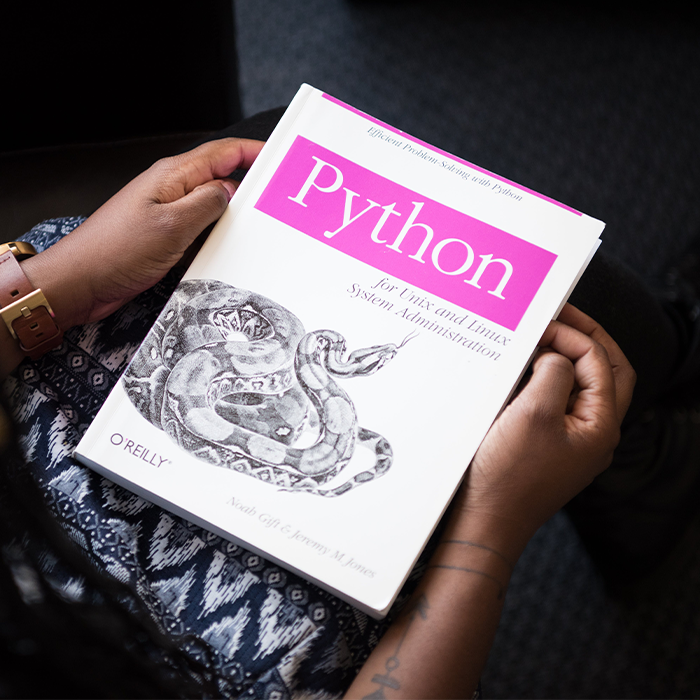 Efficient Problem-Solving with Python
Python
for Unix and Linux
System Administration
O'REILLY®
Noah Gift & Jeremy M. Jones